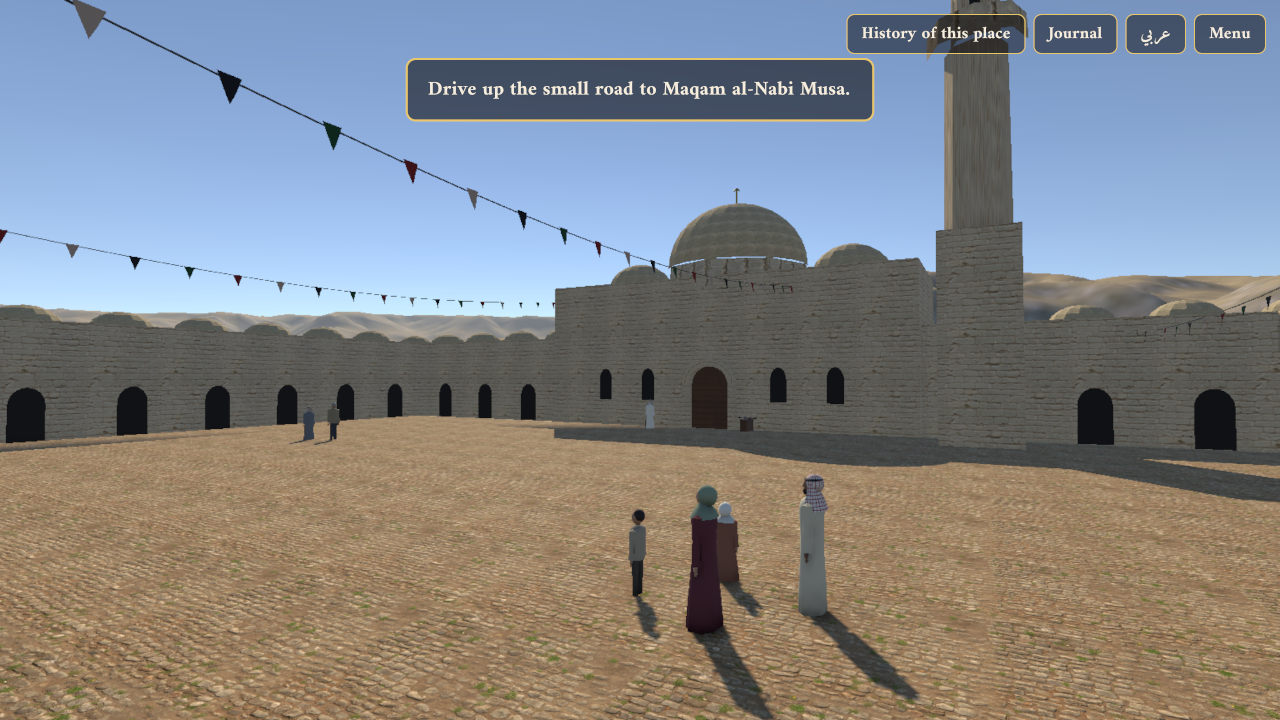 History of this place
Journal
عربي
Menu
Drive up the small road to Maqam al-Nabi Musa.